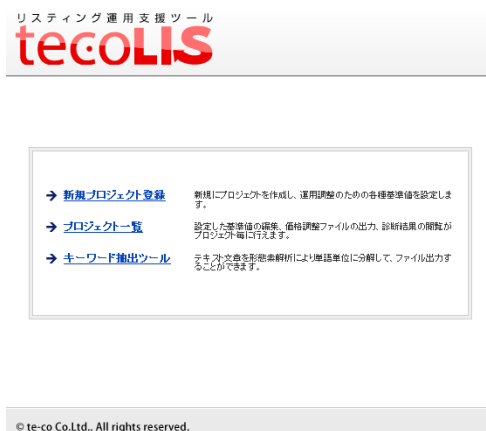 リスティング運用支援ツール
tecoLIS
新規プロジェクト登録
新規にプロジェクトを作成し、運用調整のための各種基準値を設定しま
す。
プロジェクト一覧
設定した基準値の編集、価格調整ファイルの出力、診断結果の閲覧が
プロジェクト毎に行えます。
キーワード抽出ツール
テキスト文章を形態素解析により単語単位に分解して、ファイル出力す
ることができます。
© te-co Co.Ltd.. All rights reserved.